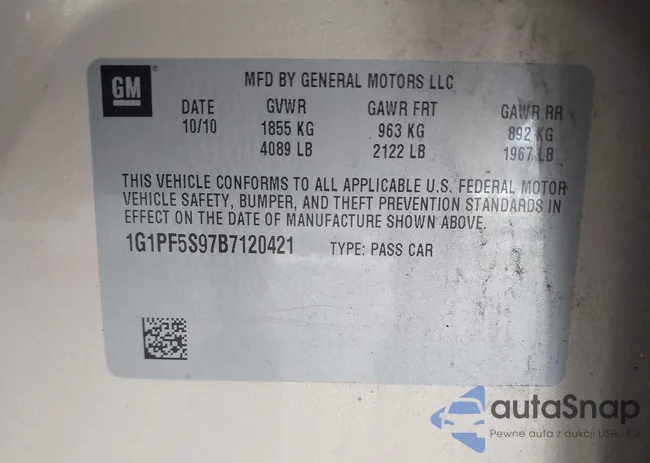 GM
MFD BY GENERAL MOTORS LLC
DATE GVWR GAWR FRT GAWR RR
10/10 1855 KG 963 KG 892 KG
4089 LB 2122 LB 1967 LB
THIS VEHICLE CONFORMS TO ALL APPLICABLE U.S. FEDERAL MOTOR
VEHICLE SAFETY, BUMPER, AND THEFT PREVENTION STANDARDS IN
EFFECT ON THE DATE OF MANUFACTURE SHOWN ABOVE.
1G1PF5S97B7120421 TYPE: PASS CAR
autaSnap
Pewne auta z aukcji USA - EU